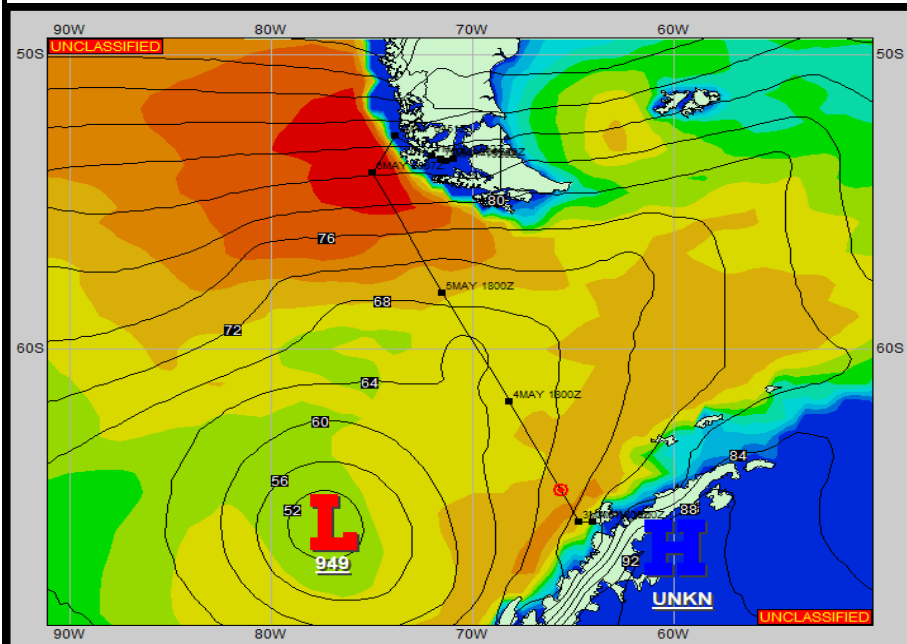 90W 80W 70W 60W
50S UNCLASSIFIED 50S
80
76
5MAY 1800Z
68
72
60S 60S
4MAY 1800Z
64
60
84
56
52
88
L H
949
92
UNKN
UNCLASSIFIED
90W 80W 70W 60W